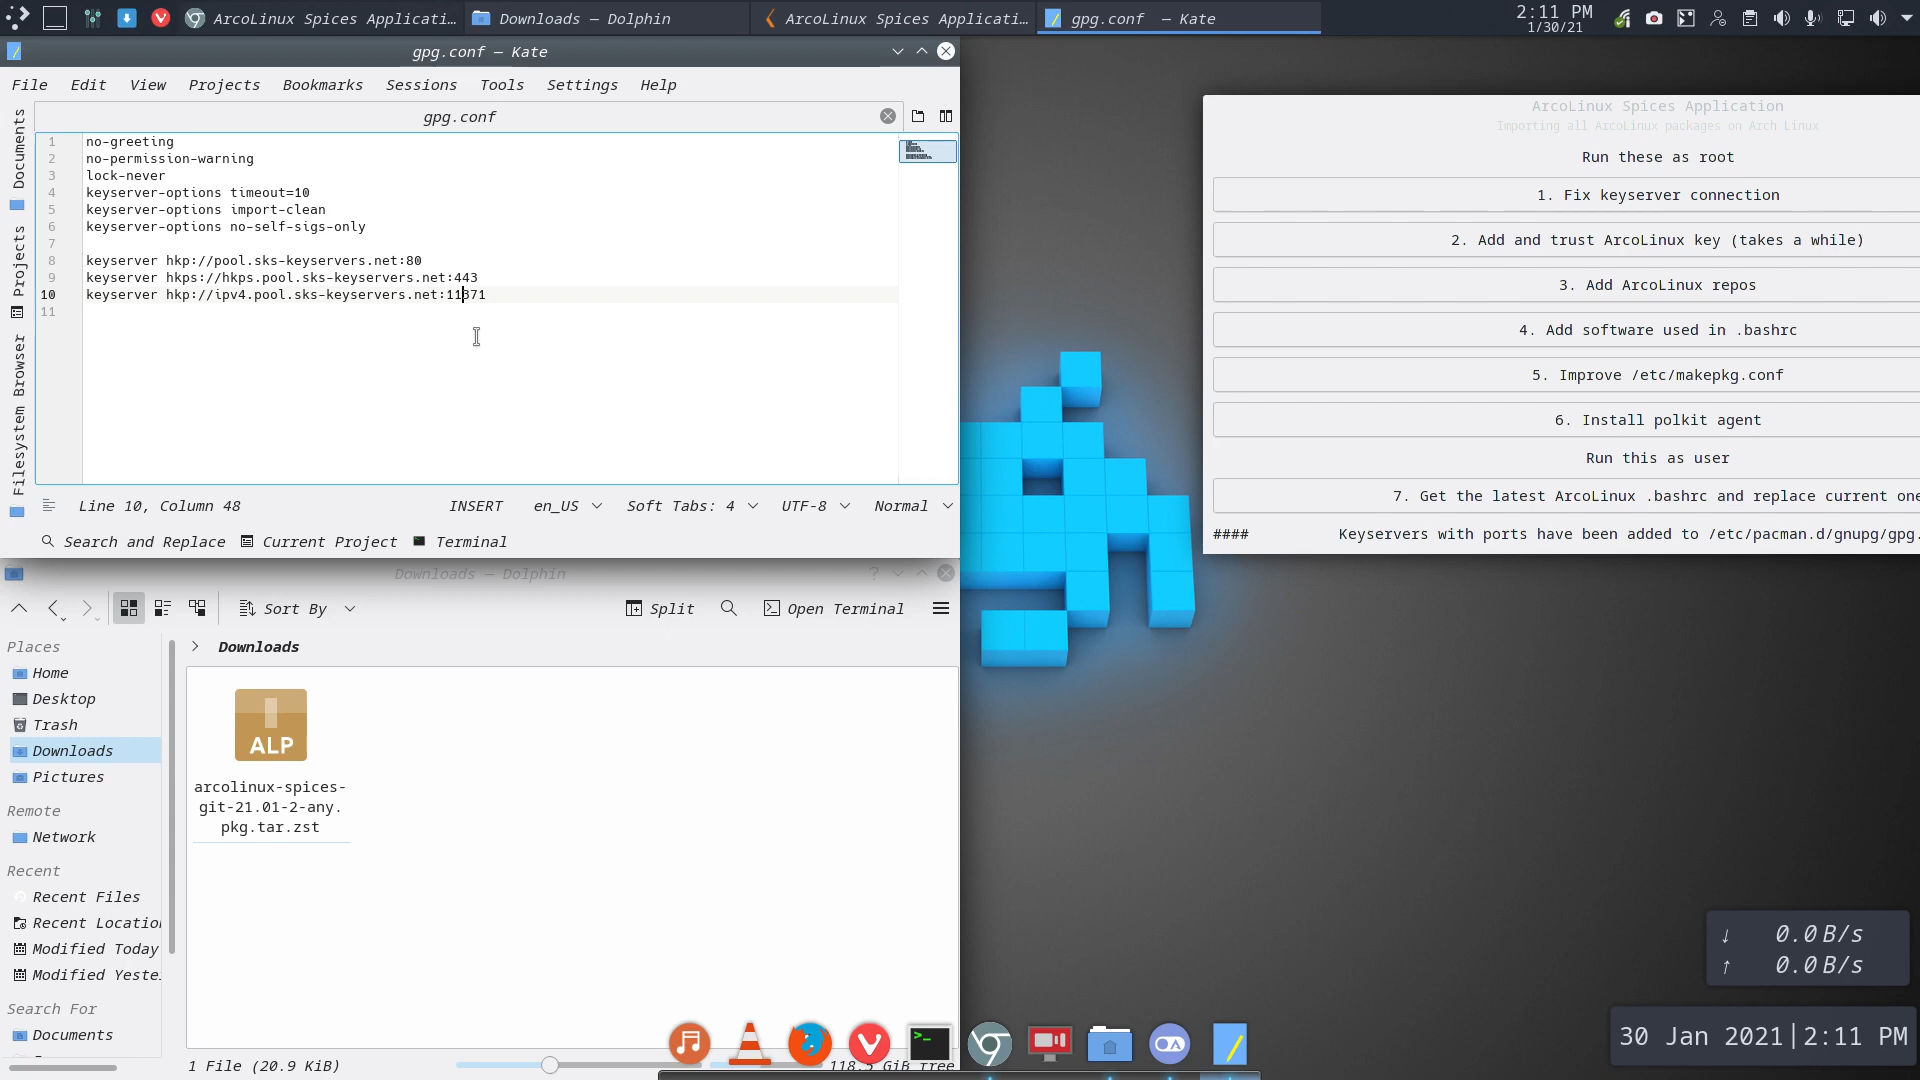 ArcoLinux Spices Applicati...
Downloads — Dolphin
ArcoLinux Spices Applicati...
gpg.conf — Kate
2:11 PM
1/30/21
gpg.conf — Kate
File Edit View Projects Bookmarks Sessions Tools Settings Help
gpg.conf
Documents
Projects
Filesystem Browser
1 no-greeting
2 no-permission-warning
3 lock-never
4 keyserver-options timeout=10
5 keyserver-options import-clean
6 keyserver-options no-self-sigs-only
7
8 keyserver hkp://pool.sks-keyservers.net:80
9 keyserver hkps://hkps.pool.sks-keyservers.net:443
10 keyserver hkp://ipv4.pool.sks-keyservers.net:11371
11
Line 10, Column 48 INSERT en_US Soft Tabs: 4 UTF-8 Normal
Search and Replace Current Project Terminal
ArcoLinux Spices Application
Importing all ArcoLinux packages on Arch Linux
Run these as root
1. Fix keyserver connection
2. Add and trust ArcoLinux key (takes a while)
3. Add ArcoLinux repos
4. Add software used in .bashrc
5. Improve /etc/makepkg.conf
6. Install polkit agent
Run this as user
7. Get the latest ArcoLinux .bashrc and replace current one
#### Keyservers with ports have been added to /etc/pacman.d/gnupg/gpg.
Downloads — Dolphin
?
Sort By Split Open Terminal
Places
Home
Desktop
Trash
Downloads
Pictures
Remote
Network
Recent
Recent Files
Recent Location
Modified Today
Modified Yeste
Search For
Documents
> Downloads
ALP
arcolinux-spices-
git-21.01-2-any.
pkg.tar.zst
1 File (20.9 KiB)
118.5 GiB free
↓ 0.0 B/s
↑ 0.0 B/s
30 Jan 2021|2:11 PM